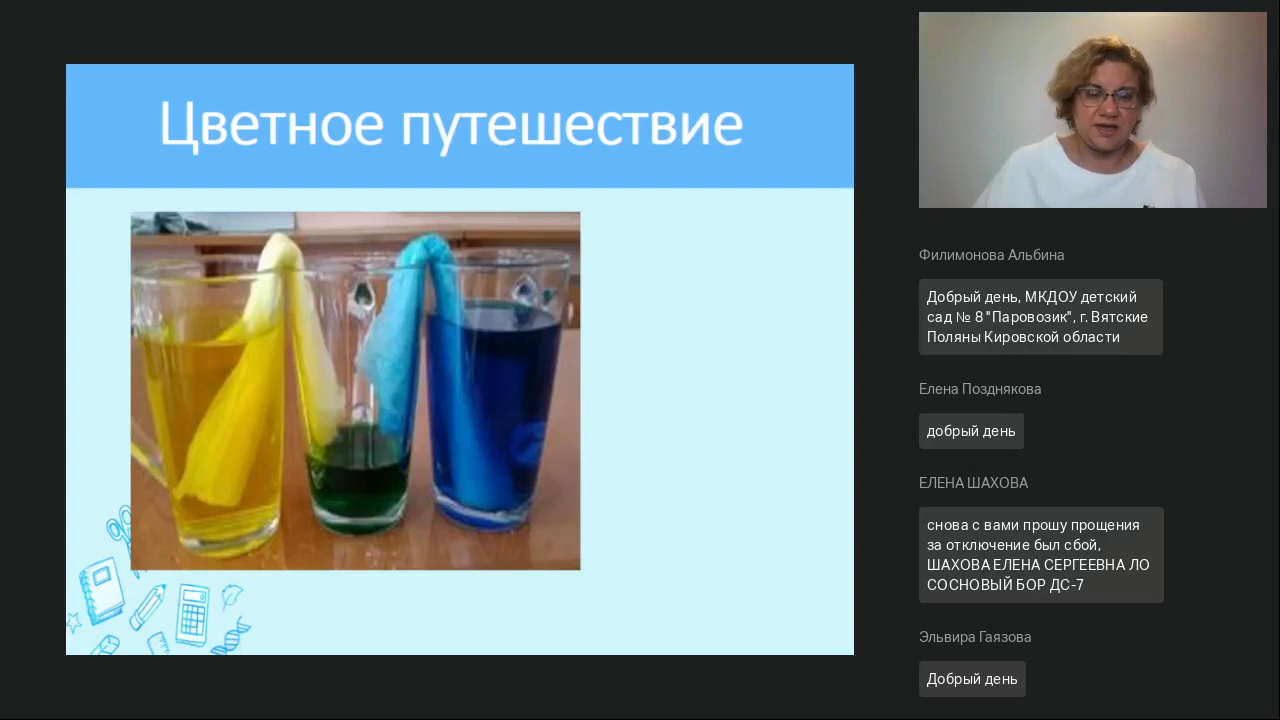 Цветное путешествие
Филимонова Альбина
Добрый день, МКДОУ детский
сад № 8 "Паровозик", г. Вятские
Поляны Кировской области
Елена Позднякова
добрый день
ЕЛЕНА ШАХОВА
снова с вами прошу прощения
за отключение был сбой,
ШАХОВА ЕЛЕНА СЕРГЕЕВНА ЛО
СОСНОВЫЙ БОР ДС-7
Эльвира Гаязова
Добрый день